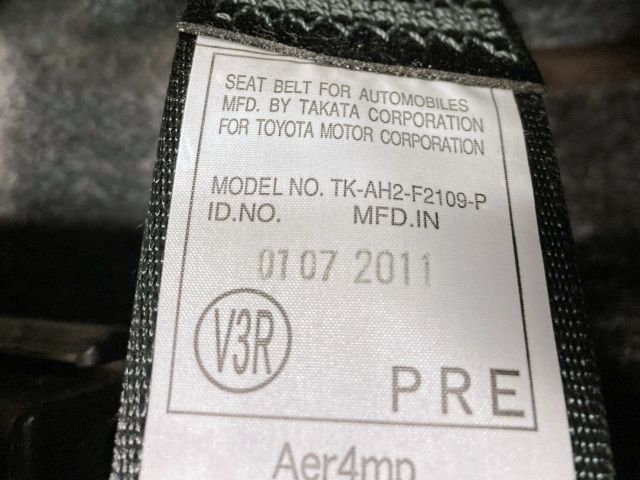 SEAT BELT FOR AUTOMOBILES
MFD. BY TAKATA CORPORATION
FOR TOYOTA MOTOR CORPORATION
MODEL NO. TK-AH2-F2109-P
ID.NO. MFD.IN
01 07 2011
V3R
PRE
Aer4mp